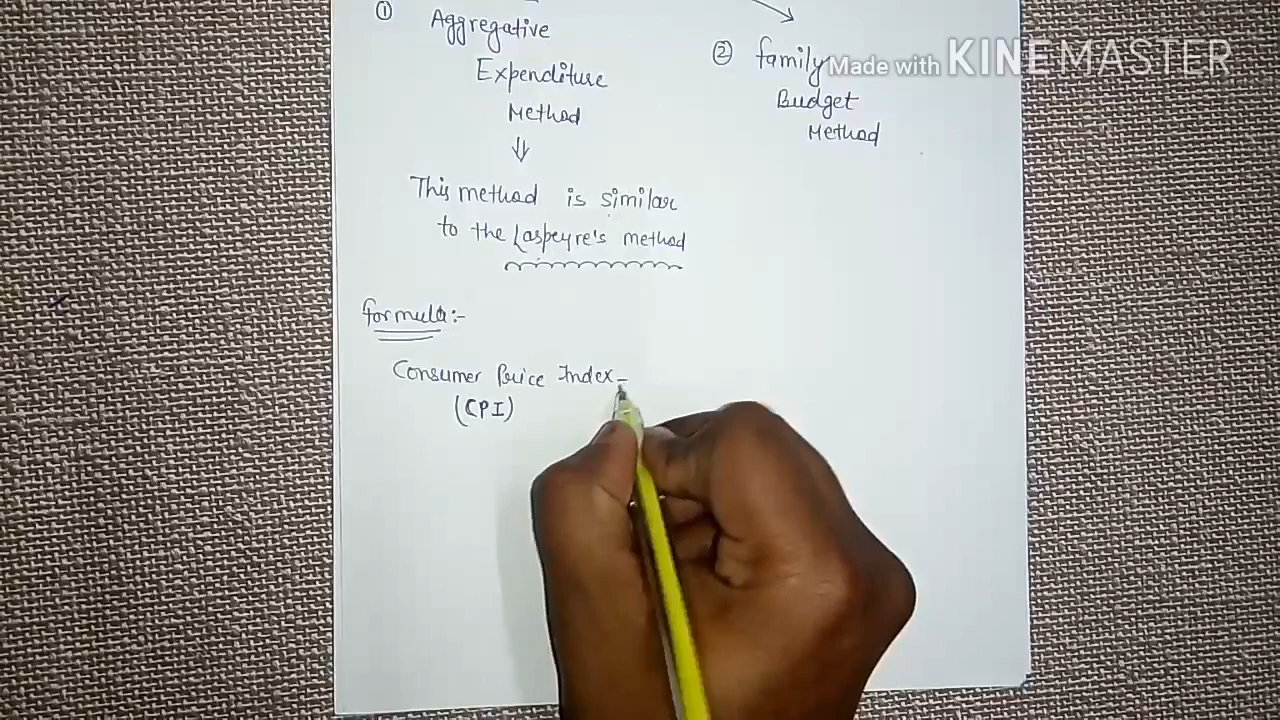 ① Aggregative
Expenditure
Method
⇓
② family
Budget
Method
Made with KINEMASTER
This method is similar
to the Laspeyre's method
formula:-
Consumer Price Index-
(CPI)